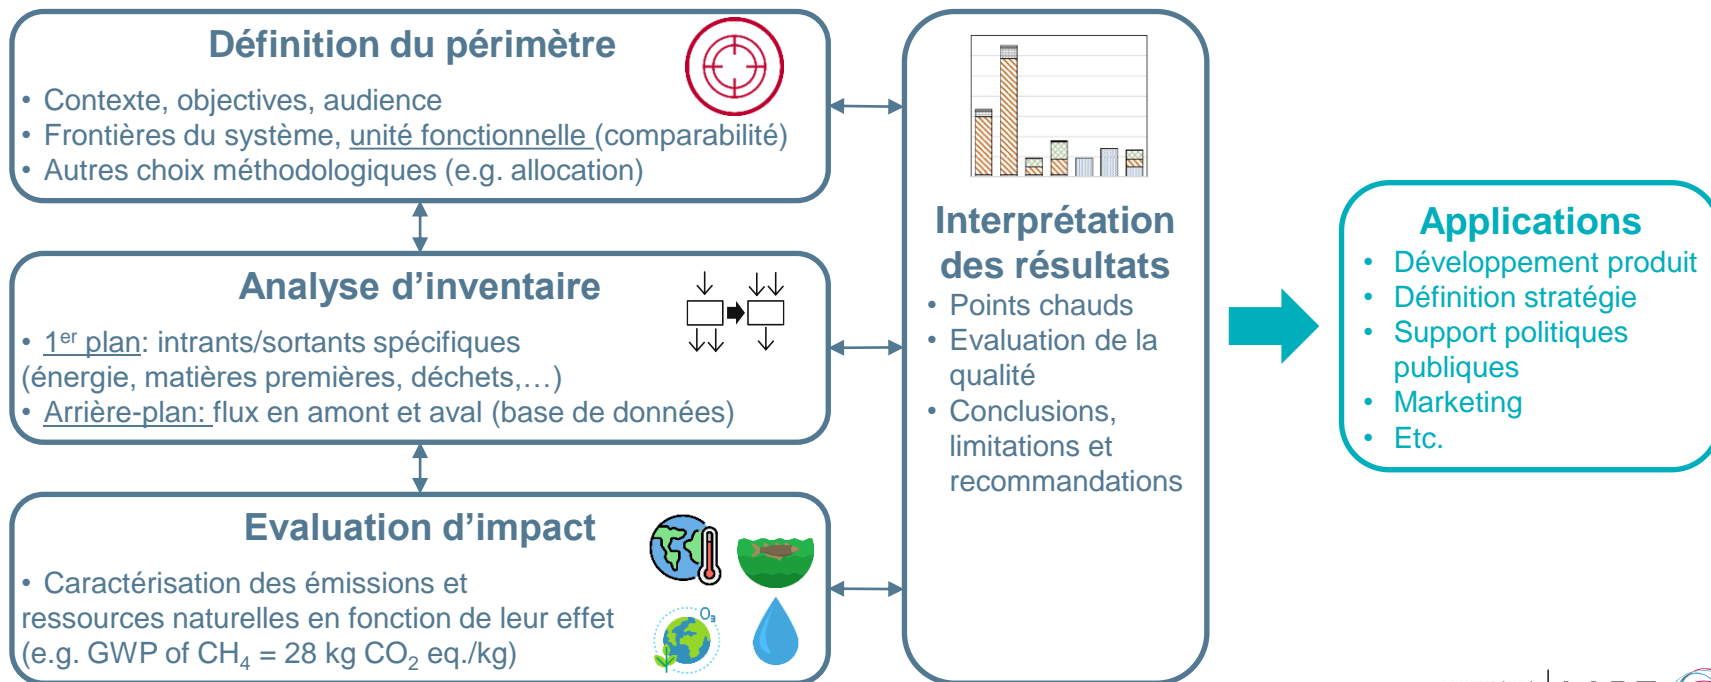 Définition du périmètre
• Contexte, objectives, audience
• Frontières du système, unité fonctionnelle (comparabilité)
• Autres choix méthodologiques (e.g. allocation)
Analyse d’inventaire
• 1er plan: intrants/sortants spécifiques
(énergie, matières premières, déchets,…)
• Arrière-plan: flux en amont et aval (base de données)
Evaluation d’impact
• Caractérisation des émissions et
ressources naturelles en fonction de leur effet
(e.g. GWP of CH4 = 28 kg CO2 eq./kg)
O3
Interprétation
des résultats
• Points chauds
• Evaluation de la
qualité
• Conclusions,
limitations et
recommandations
Applications
• Développement produit
• Définition stratégie
• Support politiques
publiques
• Marketing
• Etc.